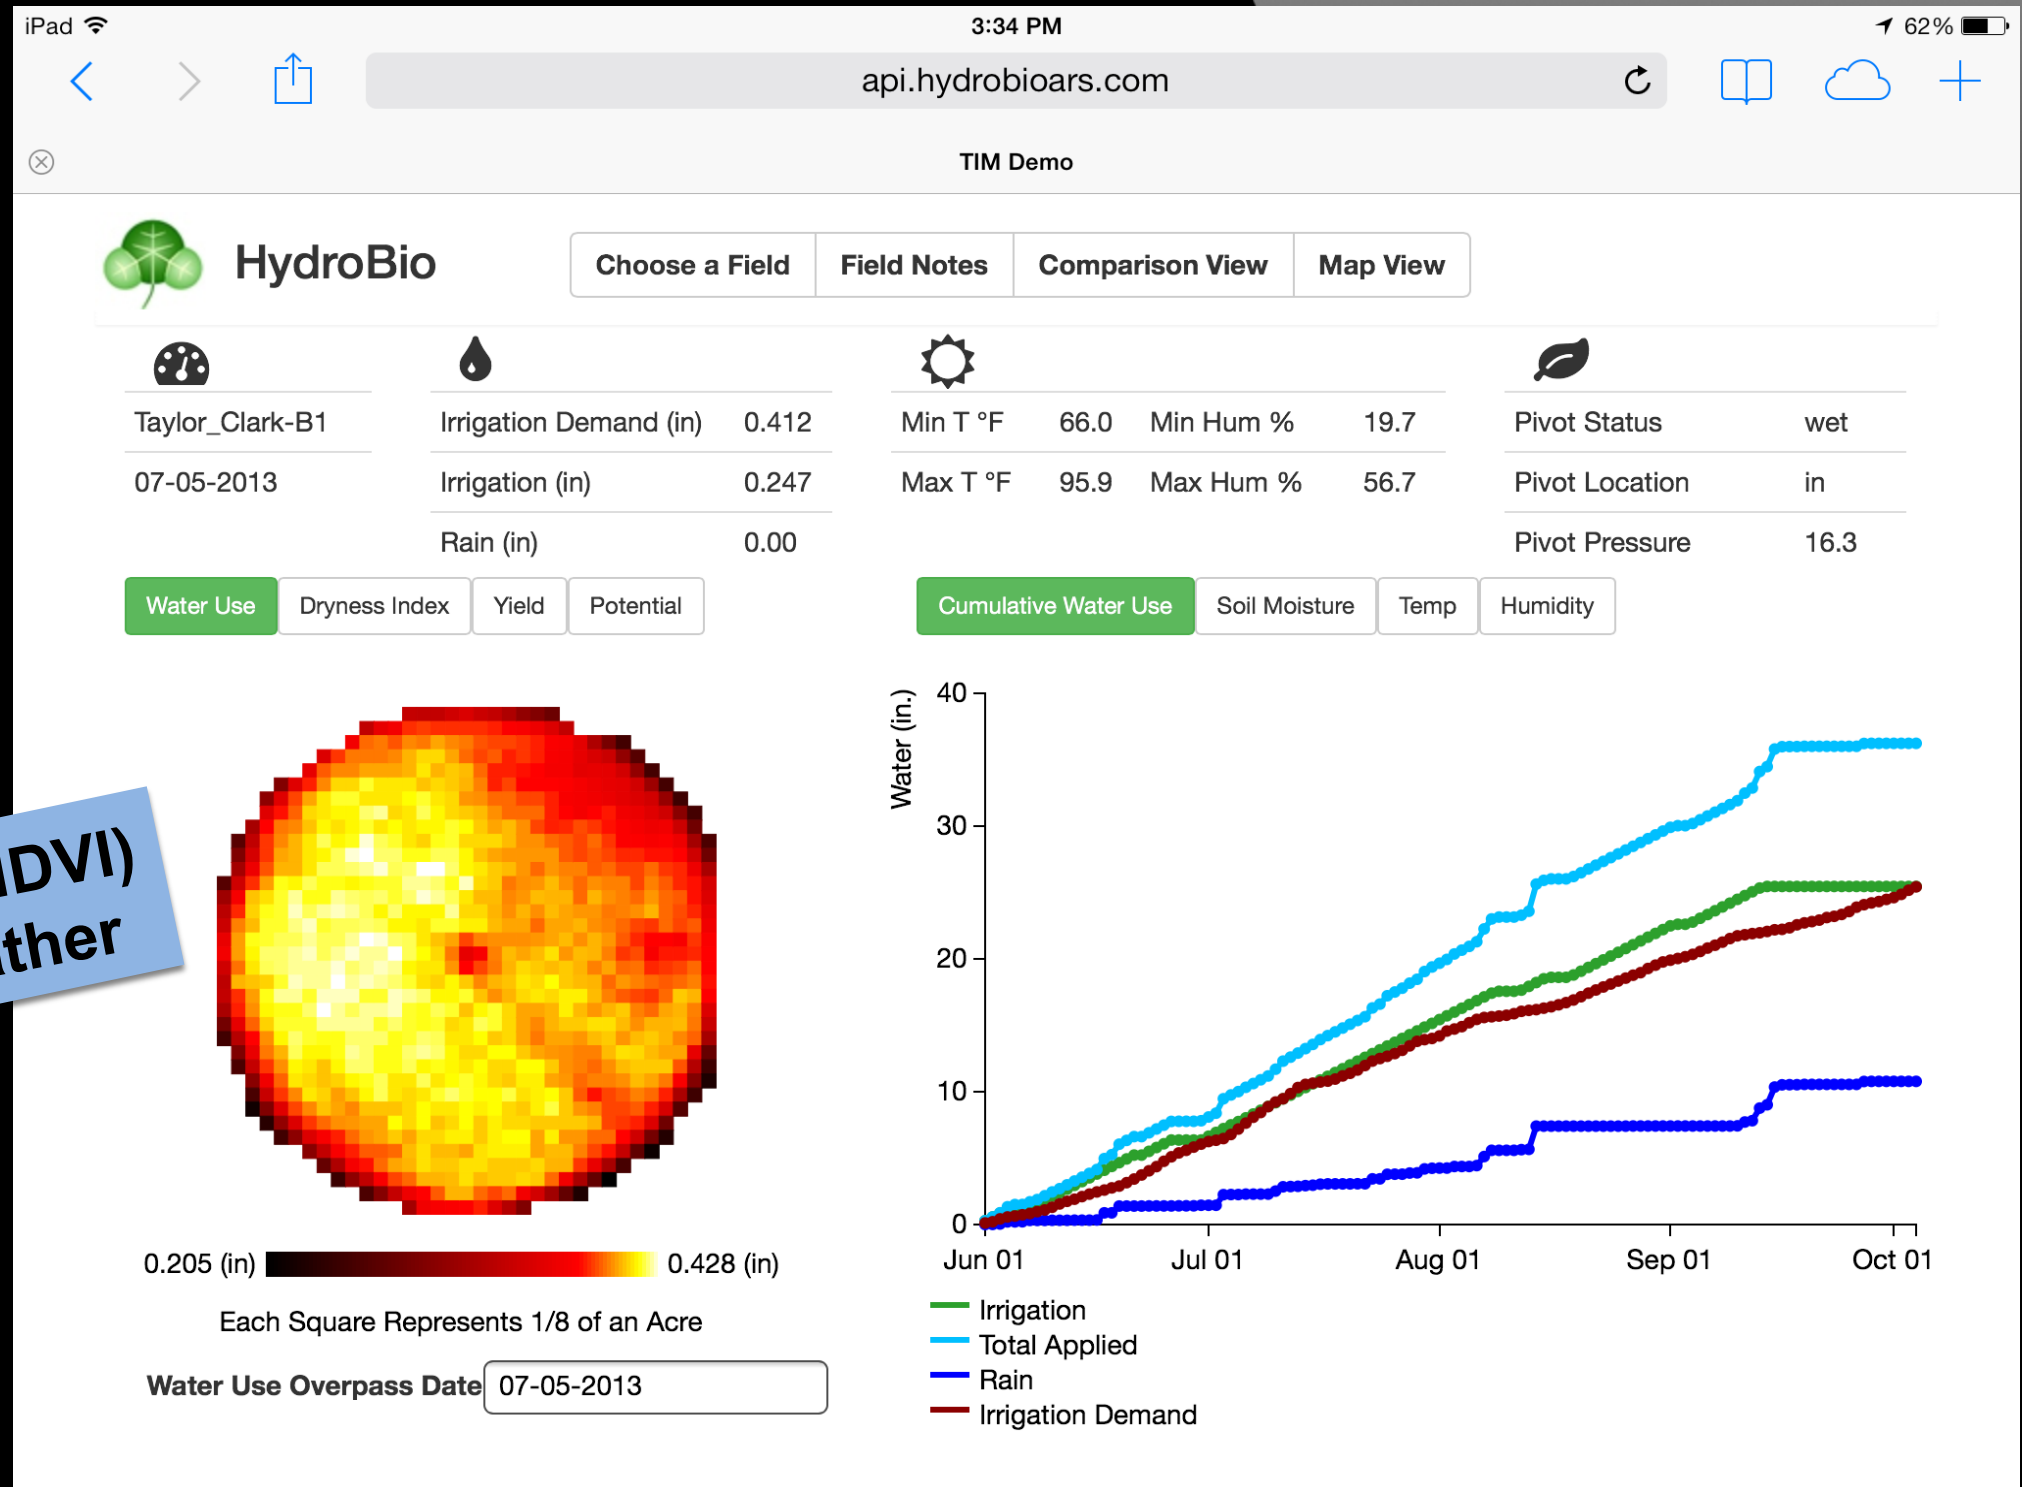 iPad
3:34 PM
62%
api.hydrobioars.com
TIM Demo
HydroBio
Choose a Field
Field Notes
Comparison View
Map View
Taylor_Clark-B1
07-05-2013
Irrigation Demand (in) 0.412
Irrigation (in) 0.247
Rain (in) 0.00
Min T °F 66.0 Min Hum % 19.7
Max T °F 95.9 Max Hum % 56.7
Pivot Status wet
Pivot Location in
Pivot Pressure 16.3
Water Use
Dryness Index
Yield
Potential
Cumulative Water Use
Soil Moisture
Temp
Humidity
0.205 (in) 0.428 (in)
Each Square Represents 1/8 of an Acre
Water Use Overpass Date 07-05-2013
Water (in.)
40
30
20
10
0
Jun 01 Jul 01 Aug 01 Sep 01 Oct 01
Irrigation
Total Applied
Rain
Irrigation Demand